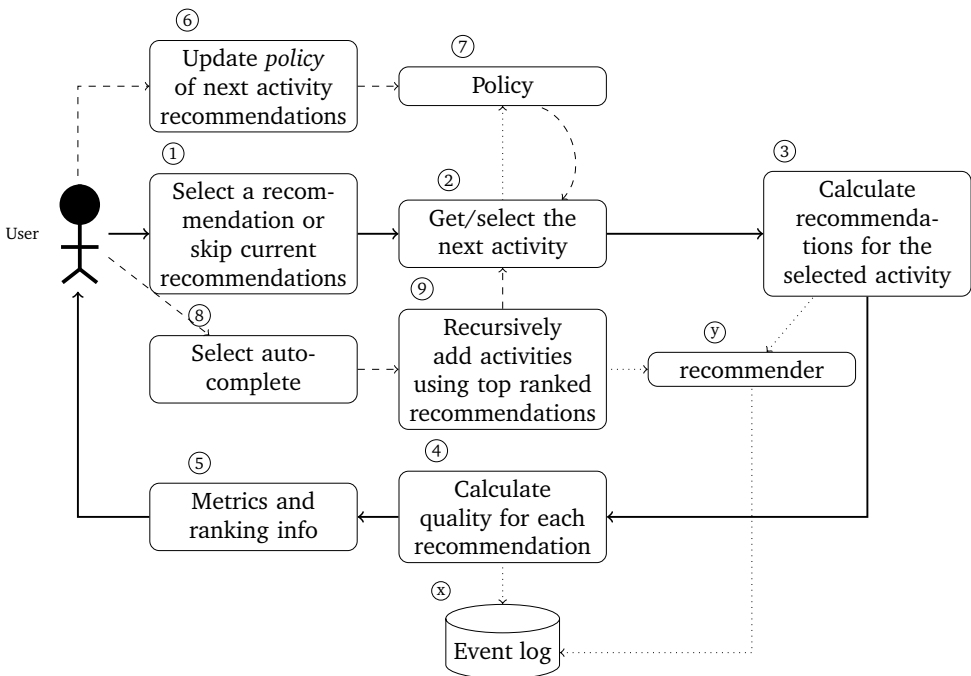 ⑥
Update policy
of next activity
recommendations
⑦
Policy
①
Select a recom-
mendation or
skip current
recommendations
②
Get/select the
next activity
③
Calculate
recommenda-
tions for the
selected activity
User
⑧
Select auto-
complete
⑨
Recursively
add activities
using top ranked
recommendations
ⓨ
recommender
⑤
Metrics and
ranking info
④
Calculate
quality for each
recommendation
ⓧ
Event log